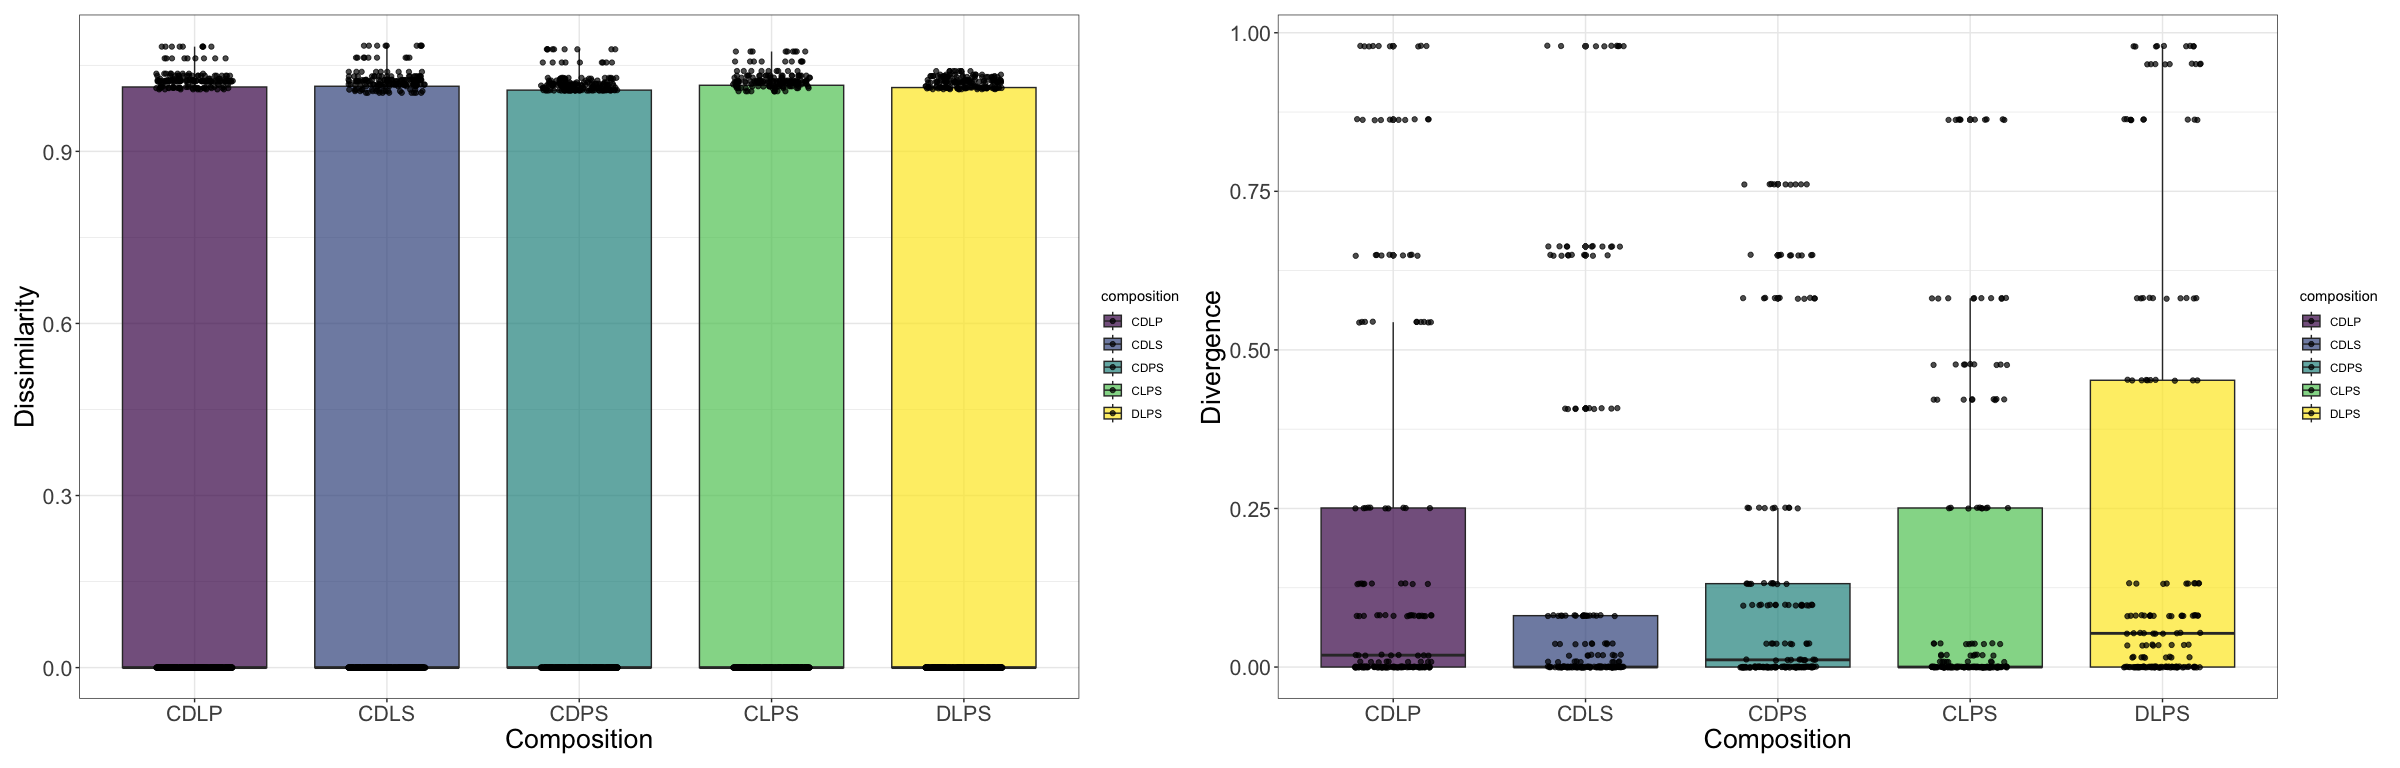 Dissimilarity
0.9
0.6
0.3
0.0
CDLP CDLS CDPS CLPS DLPS
Composition
composition
CDLP
CDLS
CDPS
CLPS
DLPS
Divergence
1.00
0.75
0.50
0.25
0.00
CDLP CDLS CDPS CLPS DLPS
Composition
composition
CDLP
CDLS
CDPS
CLPS
DLPS